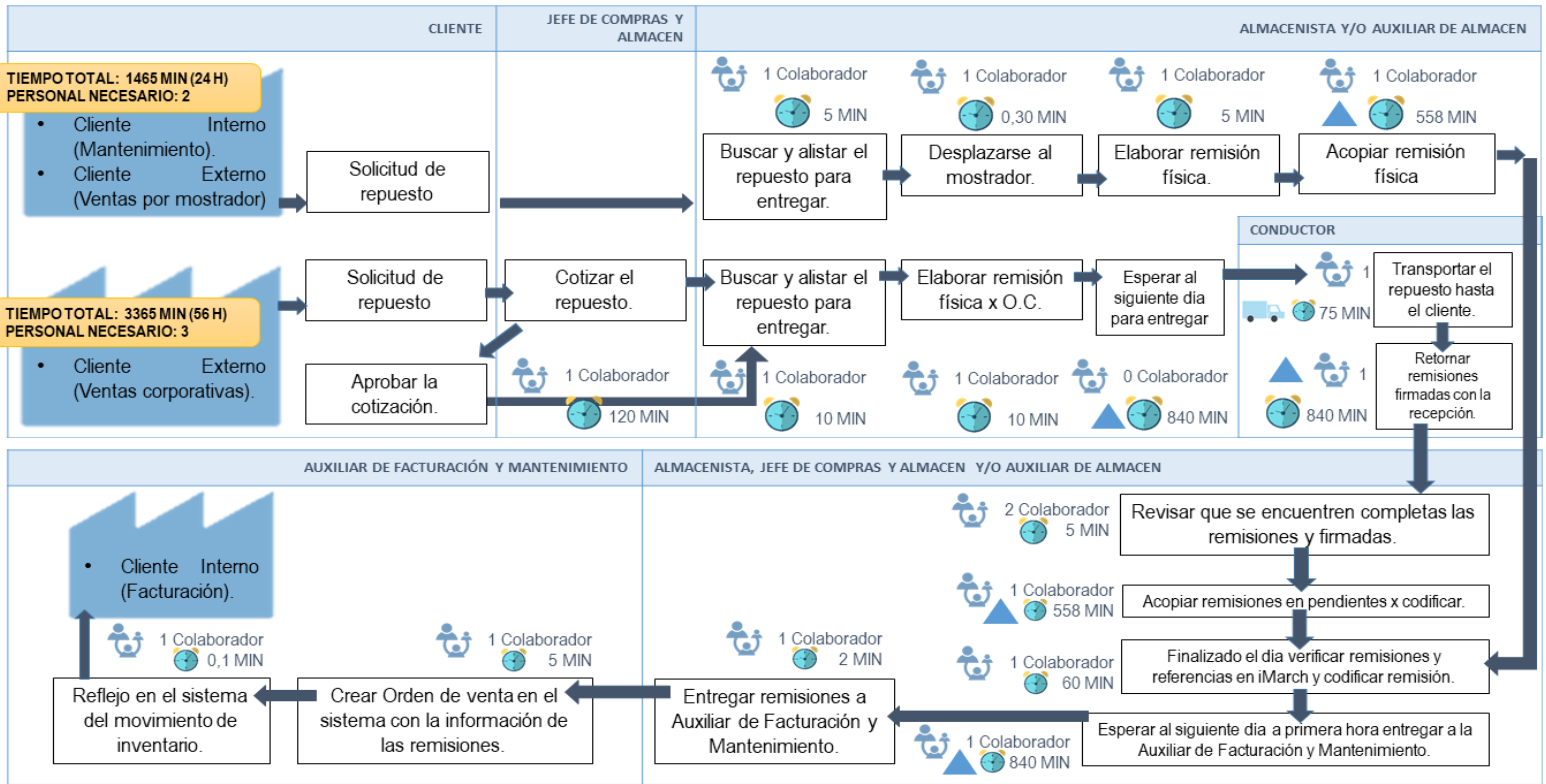 CLIENTE
JEFE DE COMPRAS Y
ALMACEN
ALMACENISTA Y/O AUXILIAR DE ALMACEN
TIEMPO TOTAL: 1465 MIN (24 H)
PERSONAL NECESARIO: 2
• Cliente Interno
(Mantenimiento).
• Cliente Externo
(Ventas por mostrador)
Solicitud de
repuesto
1 Colaborador
5 MIN
Buscar y alistar el
repuesto para
entregar.
1 Colaborador
0,30 MIN
Desplazarse al
mostrador.
1 Colaborador
5 MIN
Elaborar remisión
física.
1 Colaborador
558 MIN
Acopiar remisión
física
TIEMPO TOTAL: 3365 MIN (56 H)
PERSONAL NECESARIO: 3
• Cliente Externo
(Ventas corporativas).
Solicitud de
repuesto
Cotizar el
repuesto.
Aprobar la
cotización.
1 Colaborador
120 MIN
Buscar y alistar el
repuesto para
entregar.
1 Colaborador
10 MIN
Elaborar remisión
física x O.C.
1 Colaborador
10 MIN
Esperar al
siguiente día
para entregar
0 Colaborador
840 MIN
CONDUCTOR
1
75 MIN
Transportar el
repuesto hasta
el cliente.
1
840 MIN
Retornar
remisiones
firmadas con la
recepción.
AUXILIAR DE FACTURACIÓN Y MANTENIMIENTO
ALMACENISTA, JEFE DE COMPRAS Y ALMACEN Y/O AUXILIAR DE ALMACEN
2 Colaborador
5 MIN
Revisar que se encuentren completas las
remisiones y firmadas.
1 Colaborador
558 MIN
Acopiar remisiones en pendientes x codificar.
1 Colaborador
60 MIN
Finalizado el día verificar remisiones y
referencias en iMarch y codificar remisión.
1 Colaborador
840 MIN
Esperar al siguiente día a primera hora entregar a la
Auxiliar de Facturación y Mantenimiento.
1 Colaborador
2 MIN
Entregar remisiones a
Auxiliar de Facturación y
Mantenimiento.
1 Colaborador
5 MIN
Crear Orden de venta en el
sistema con la información de
las remisiones.
1 Colaborador
0,1 MIN
Reflejo en el sistema
del movimiento de
inventario.
• Cliente Interno
(Facturación).